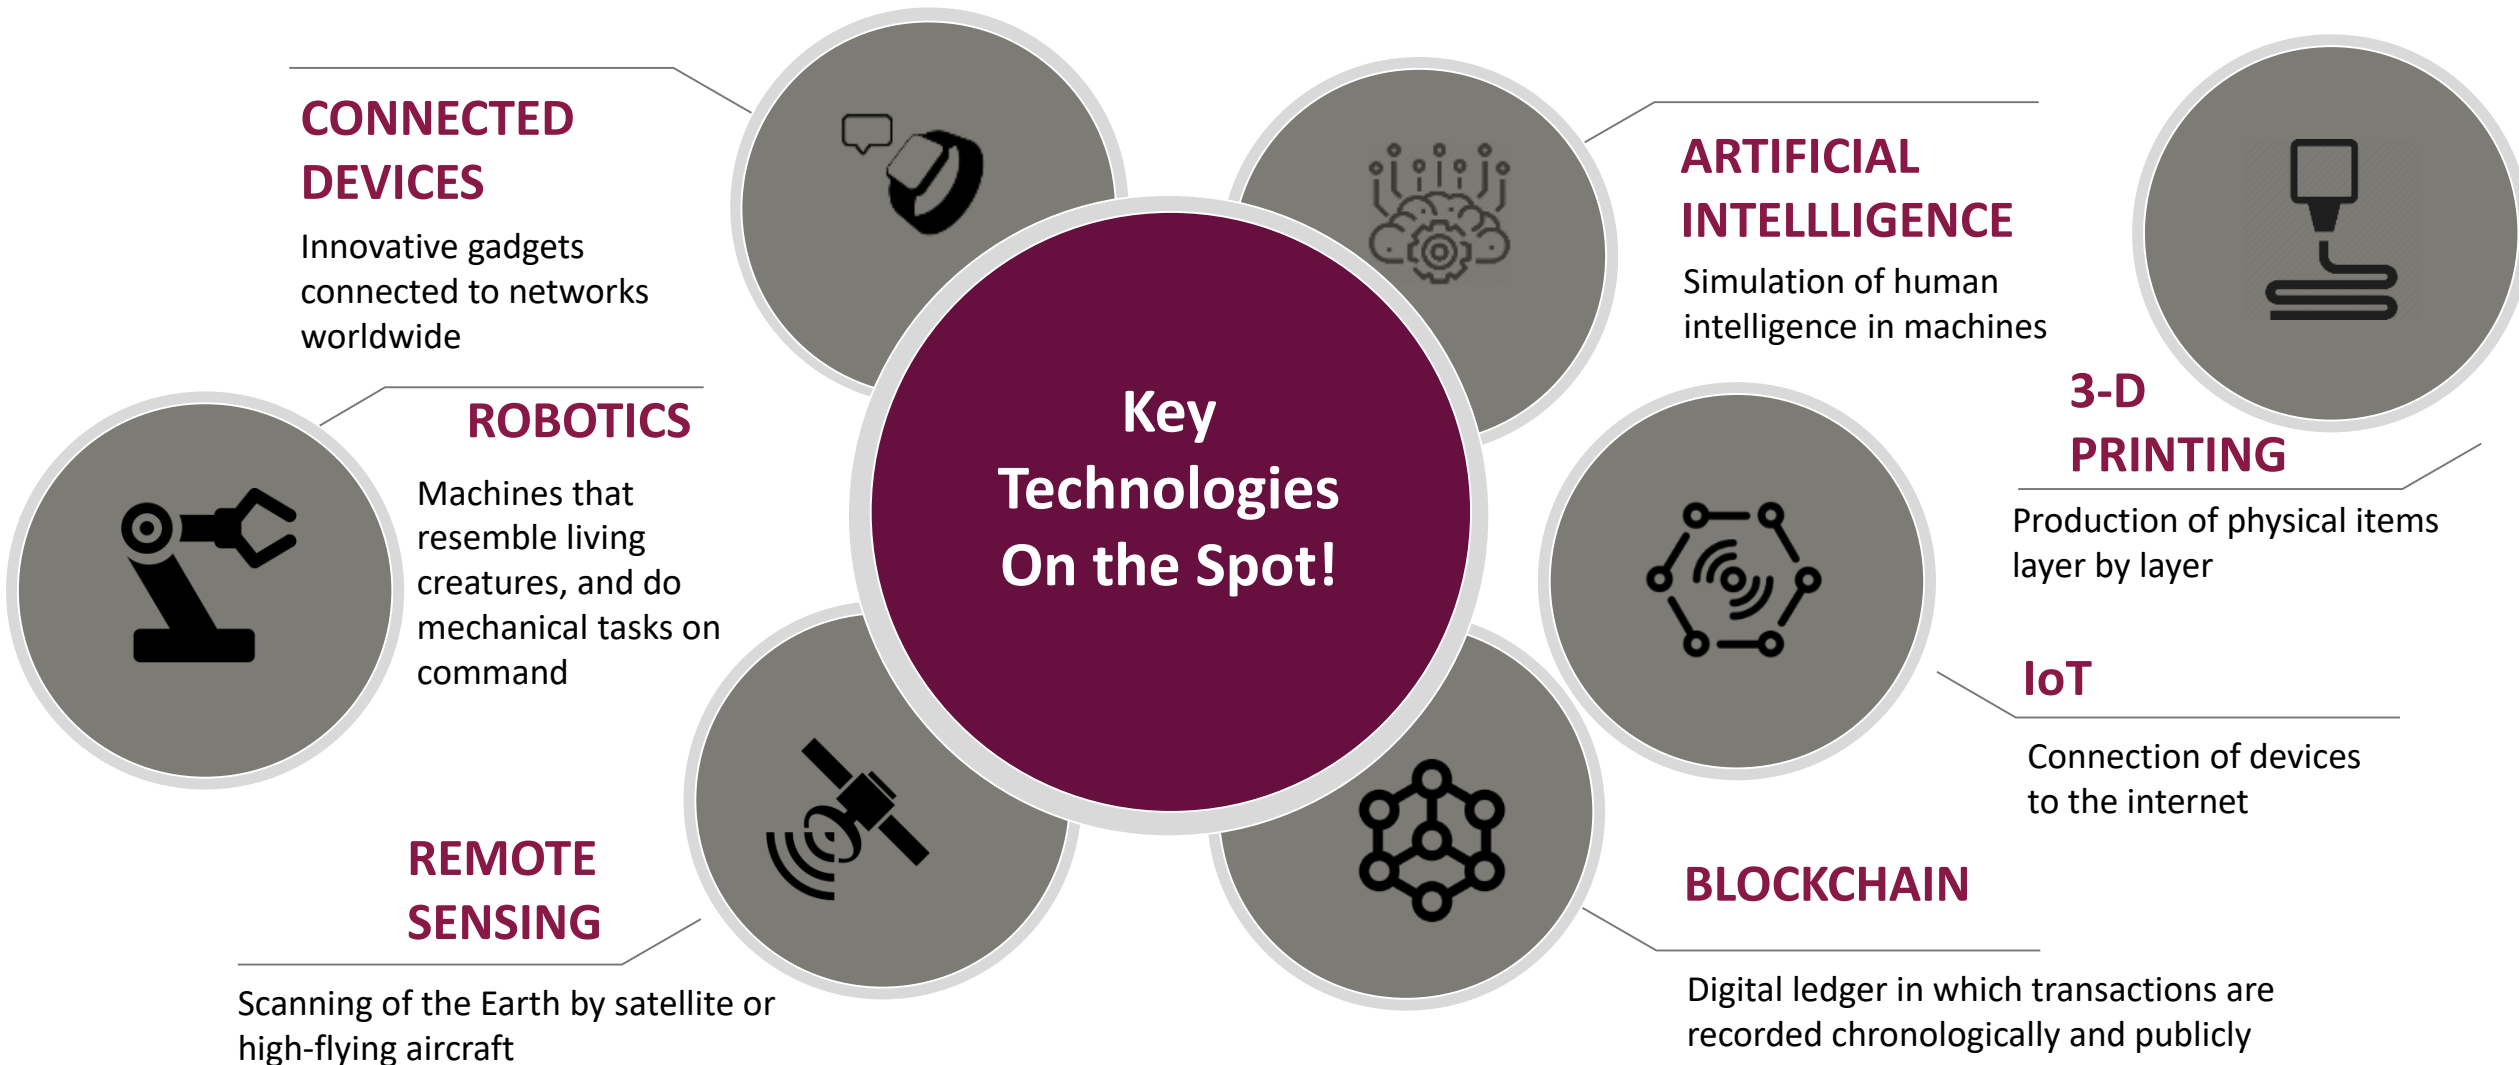 CONNECTED
DEVICES
Innovative gadgets
connected to networks
worldwide
ARTIFICIAL
INTELLLIGENCE
Simulation of human
intelligence in machines
ROBOTICS
Machines that
resemble living
creatures, and do
mechanical tasks on
command
Key
Technologies
On the Spot!
3-D
PRINTING
Production of physical items
layer by layer
IoT
Connection of devices
to the internet
REMOTE
SENSING
Scanning of the Earth by satellite or
high-flying aircraft
BLOCKCHAIN
Digital ledger in which transactions are
recorded chronologically and publicly